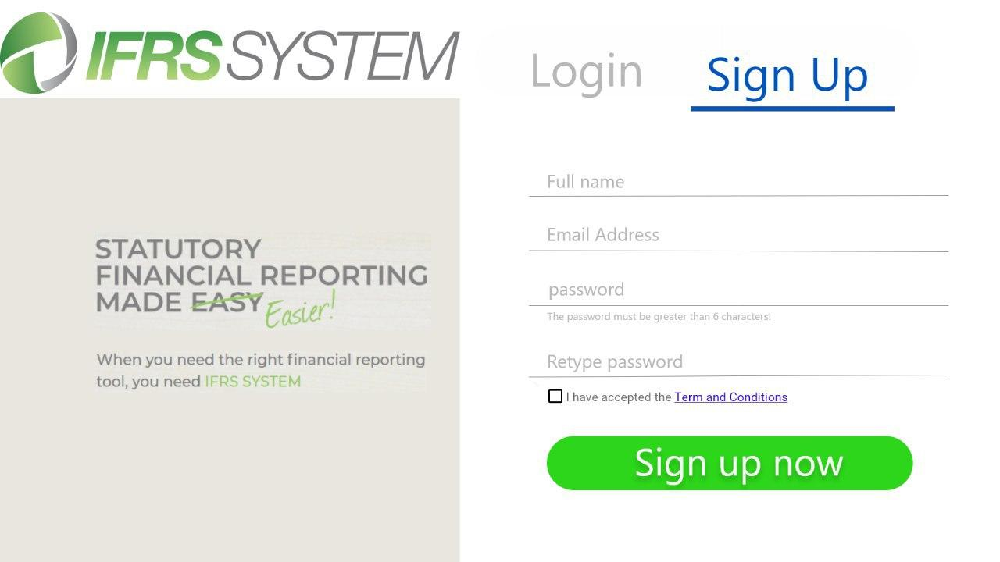 IFRS SYSTEM
STATUTORY
FINANCIAL REPORTING
MADE EASY Easier!
When you need the right financial reporting
tool, you need IFRS SYSTEM
Login
Sign Up
Full name
Email Address
password
The password must be greater than 6 characters!
Retype password
I have accepted the Term and Conditions
Sign up now